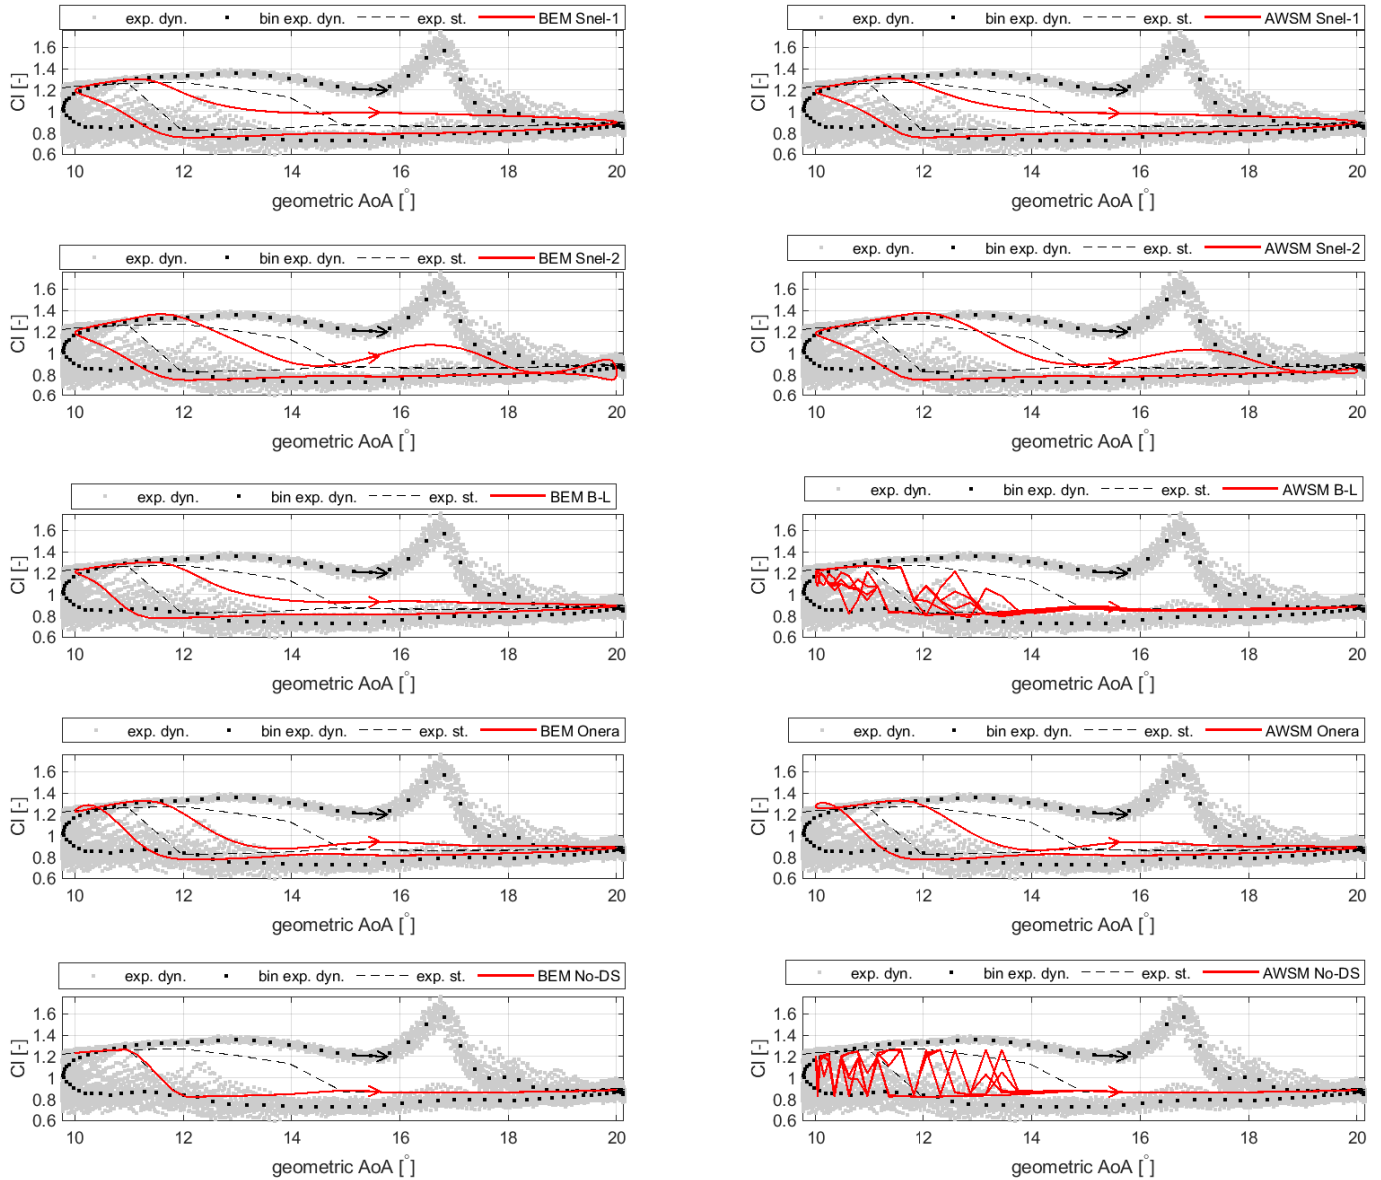 exp. dyn. bin exp. dyn. exp. st. BEM Snel-1
1.6
1.4
1.2
1
0.8
0.6
Cl [-]
10 12 14 16 18 20
geometric AoA [°]
exp. dyn. bin exp. dyn. exp. st. AWSM Snel-1
1.6
1.4
1.2
1
0.8
0.6
Cl [-]
10 12 14 16 18 20
geometric AoA [°]
exp. dyn. bin exp. dyn. exp. st. BEM Snel-2
1.6
1.4
1.2
1
0.8
0.6
Cl [-]
10 12 14 16 18 20
geometric AoA [°]
exp. dyn. bin exp. dyn. exp. st. AWSM Snel-2
1.6
1.4
1.2
1
0.8
0.6
Cl [-]
10 12 14 16 18 20
geometric AoA [°]
exp. dyn. bin exp. dyn. exp. st. BEM B-L
1.6
1.4
1.2
1
0.8
0.6
Cl [-]
10 12 14 16 18 20
geometric AoA [°]
exp. dyn. bin exp. dyn. exp. st. AWSM B-L
1.6
1.4
1.2
1
0.8
0.6
Cl [-]
10 12 14 16 18 20
geometric AoA [°]
exp. dyn. bin exp. dyn. exp. st. BEM Onera
1.6
1.4
1.2
1
0.8
0.6
Cl [-]
10 12 14 16 18 20
geometric AoA [°]
exp. dyn. bin exp. dyn. exp. st. AWSM Onera
1.6
1.4
1.2
1
0.8
0.6
Cl [-]
10 12 14 16 18 20
geometric AoA [°]
exp. dyn. bin exp. dyn. exp. st. BEM No-DS
1.6
1.4
1.2
1
0.8
0.6
Cl [-]
10 12 14 16 18 20
geometric AoA [°]
exp. dyn. bin exp. dyn. exp. st. AWSM No-DS
1.6
1.4
1.2
1
0.8
0.6
Cl [-]
10 12 14 16 18 20
geometric AoA [°]